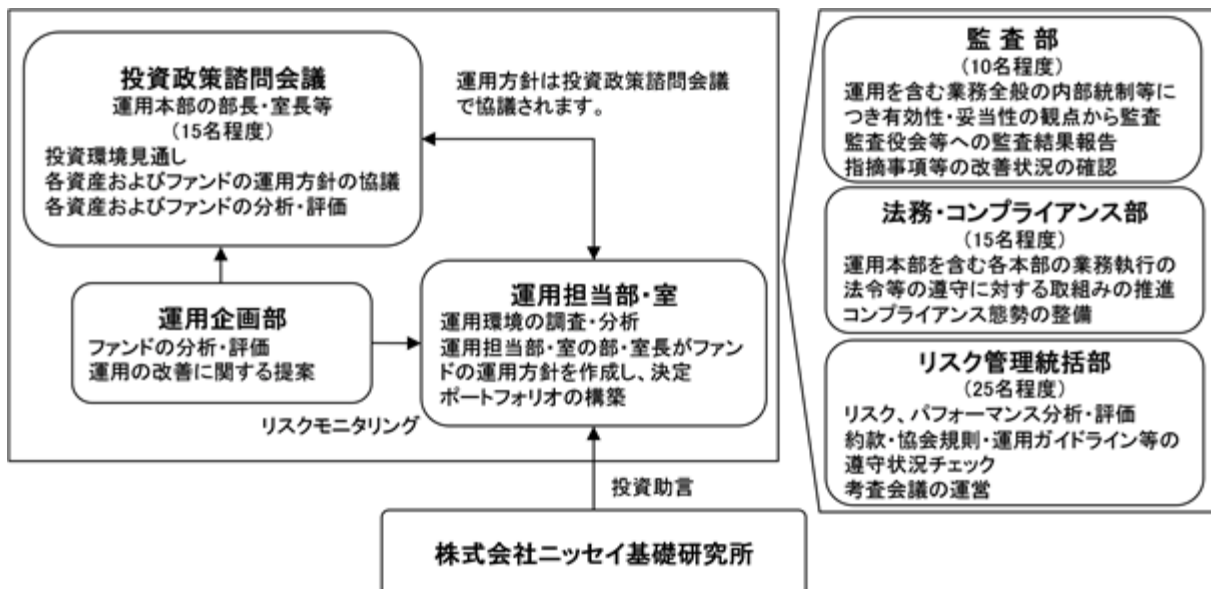 投資政策諮問会議
運用本部の部長・室長等
(15名程度)
投資環境見通し
各資産およびファンドの運用方針の協議
各資産およびファンドの分析・評価
運用方針は投資政策諮問会議
で協議されます。
運用企画部
ファンドの分析・評価
運用の改善に関する提案
リスクモニタリング
運用担当部・室
運用環境の調査・分析
運用担当部・室の部・室長がファン
ドの運用方針を作成し、決定
ポートフォリオの構築
投資助言
株式会社ニッセイ基礎研究所
監 査 部
(10名程度)
運用を含む業務全般の内部統制等に
つき有効性・妥当性の観点から監査
監査役会等への監査結果報告
指摘事項等の改善状況の確認
法務・コンプライアンス部
(15名程度)
運用本部を含む各本部の業務執行の
法令等の遵守に対する取組みの推進
コンプライアンス態勢の整備
リスク管理統括部
(25名程度)
リスク、パフォーマンス分析・評価
約款・協会規則・運用ガイドライン等の
遵守状況チェック
考査会議の運営